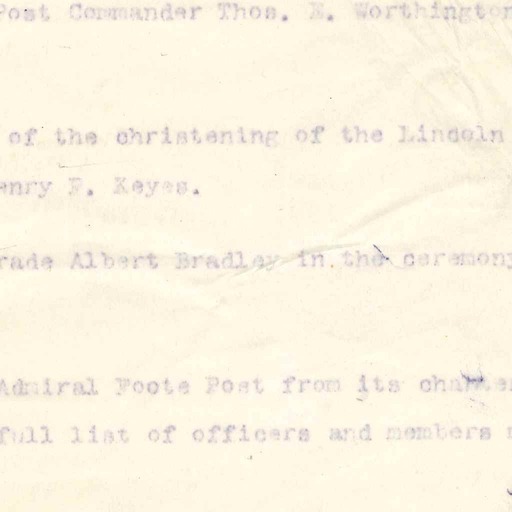 Post Commander Thos. E. Worthington
of the christening of the Lincoln
enry F. Keyes.
rade Albert Bradley in the ceremony
Admiral Foote Post from its charter
full list of officers and members